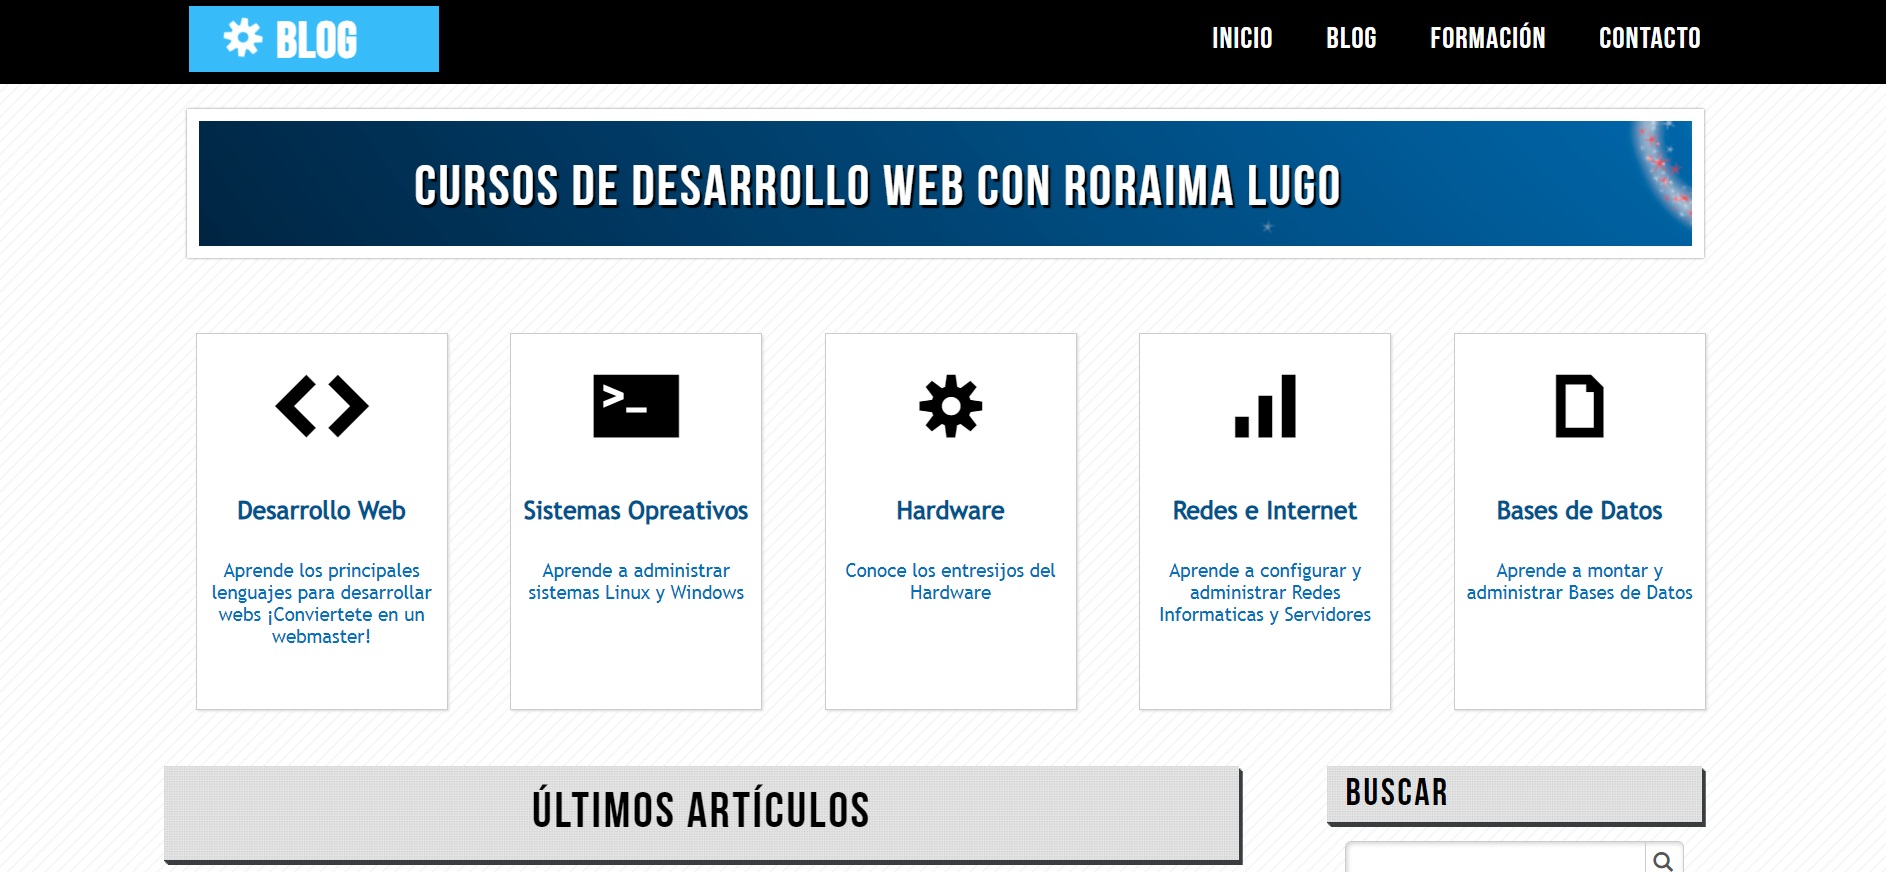 BLOG
INICIO BLOG FORMACIÓN CONTACTO
CURSOS DE DESARROLLO WEB CON RORAIMA LUGO
>_
Desarrollo Web
Aprende los principales
lenguajes para desarrollar
webs ¡Conviertete en un
webmaster!
Sistemas Opreativos
Aprende a administrar
sistemas Linux y Windows
Hardware
Conoce los entresijos del
Hardware
Redes e Internet
Aprende a configurar y
administrar Redes
Informaticas y Servidores
Bases de Datos
Aprende a montar y
administrar Bases de Datos
ÚLTIMOS ARTÍCULOS
BUSCAR